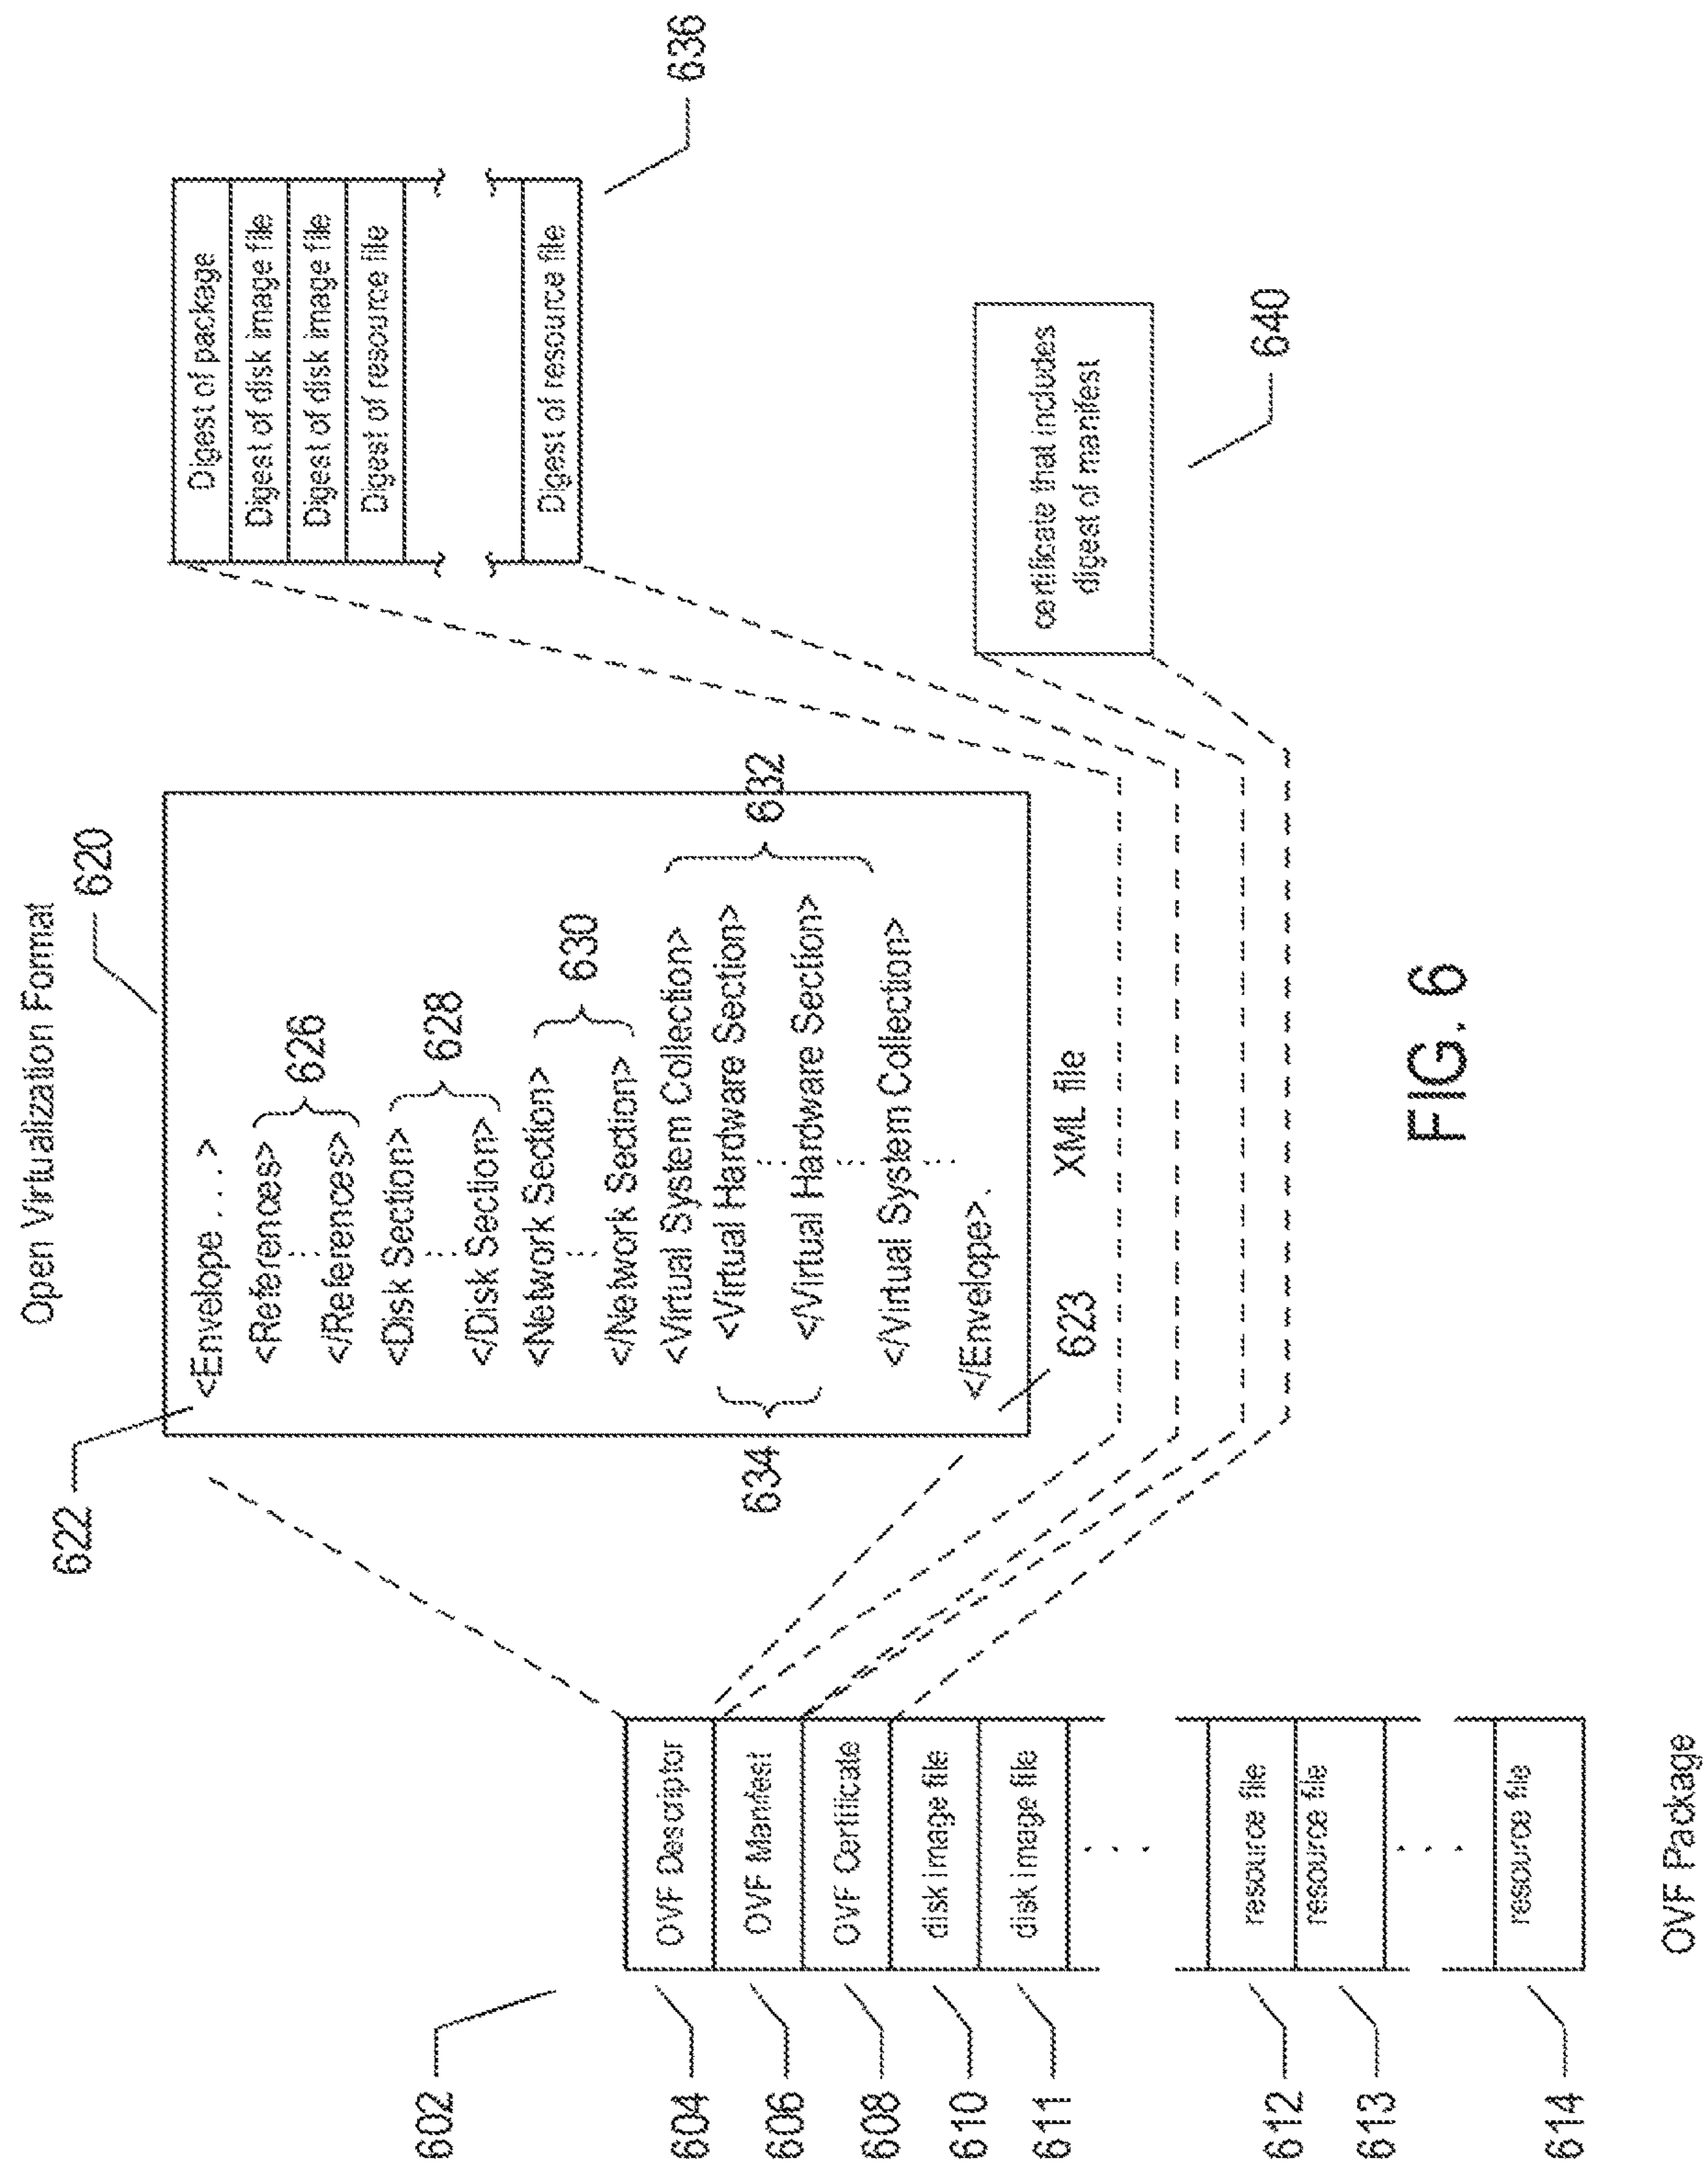 Open Virtualization Format
620
622
<Envelope . . . >
<References>
626
</References>
<Disk Section>
628
</Disk Section>
<Network Section>
630
</Network Section>
<Virtual System Collection>
<Virtual Hardware Section>
632
634
</Virtual Hardware Section>
</Virtual System Collection>
</Envelope>.
623
XML file
Digest of package
Digest of disk image file
Digest of disk image file
Digest of resource file
Digest of resource file
636
certificate that includes
digest of manifest
640
602
604
OVF Descriptor
606
OVF Manifest
608
OVF Certificate
610
disk image file
611
disk image file
612
resource file
613
resource file
614
resource file
OVF Package
FIG. 6